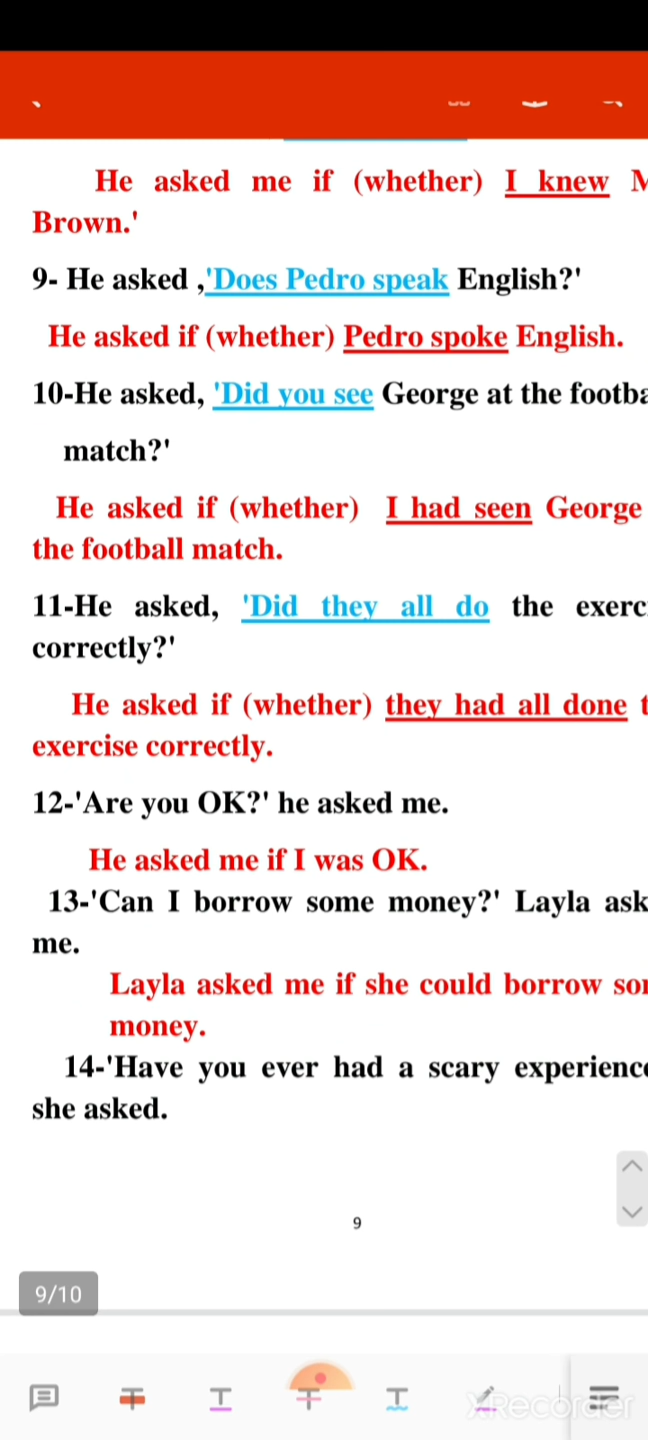 He asked me if (whether) I knew
Brown.'
9- He asked ,'Does Pedro speak English?'
He asked if (whether) Pedro spoke English.
10-He asked, 'Did you see George at the
match?'
He asked if (whether) I had seen George
the football match.
11-He asked, 'Did they all do the
correctly?'
He asked if (whether) they had all done
exercise correctly.
12-'Are you OK?' he asked me.
He asked me if I was OK.
13-'Can I borrow some money?' Layla
me.
Layla asked me if she could borrow
money.
14-'Have you ever had a scary
she asked.
9
9/10
XRecorder